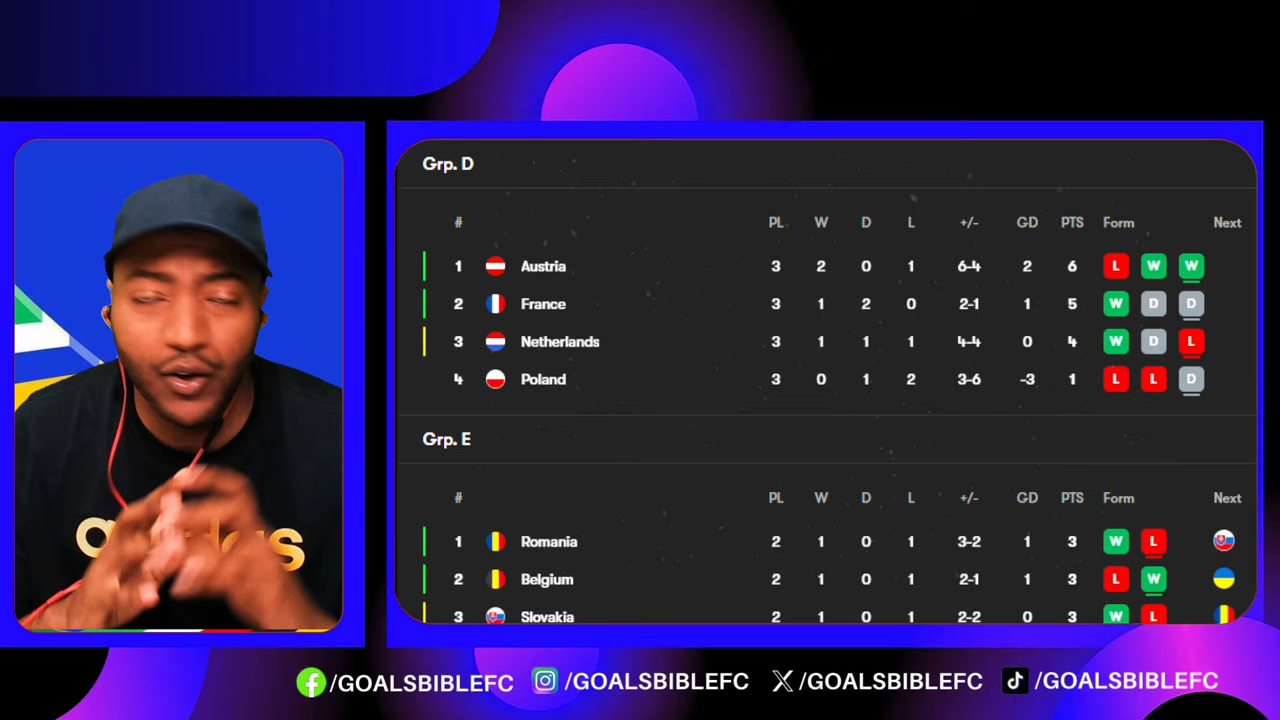 Grp. D
# PL W D L +/- GD PTS Form Next
1 Austria 3 2 0 1 6-4 2 6 L W W
2 France 3 1 2 0 2-1 1 5 W D D
3 Netherlands 3 1 1 1 4-4 0 4 W D L
4 Poland 3 0 1 2 3-6 -3 1 L L D
Grp. E
# PL W D L +/- GD PTS Form Next
1 Romania 2 1 0 1 3-2 1 3 W L
2 Belgium 2 1 0 1 2-1 1 3 L W
3 Slovakia 2 1 0 1 2-2 0 3 W L
adidas
/GOALSBIBLEFC /GOALSBIBLEFC /GOALSBIBLEFC /GOALSBIBLEFC